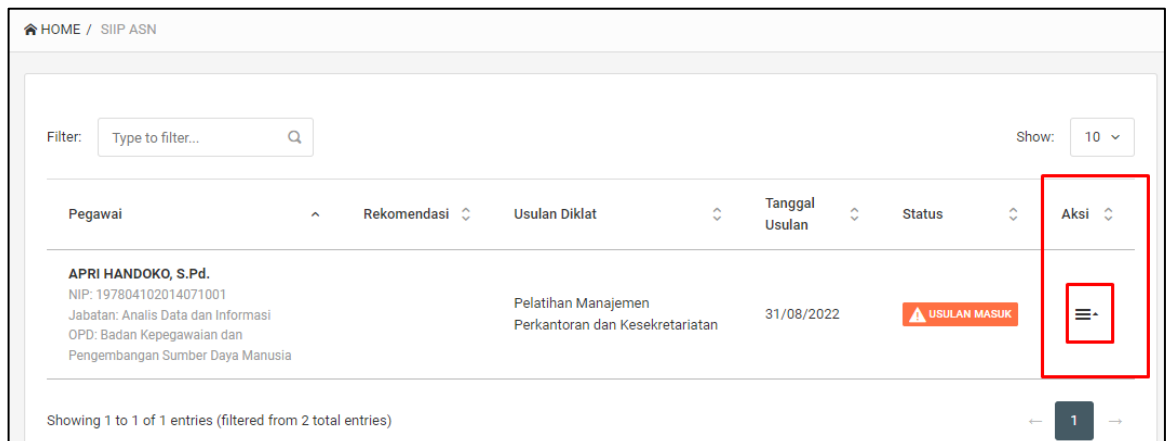 HOME / SIIP ASN
Filter: Type to filter... Show: 10
Pegawai Rekomendasi Usulan Diklat Tanggal Usulan Status Aksi
APRI HANDOKO, S.Pd.
NIP: 197804102014071001
Jabatan: Analis Data dan Informasi
OPD: Badan Kepegawaian dan
Pengembangan Sumber Daya Manusia
Pelatihan Manajemen
Perkantoran dan Kesekretariatan
31/08/2022
USULAN MASUK
Showing 1 to 1 of 1 entries (filtered from 2 total entries)
← 1 →